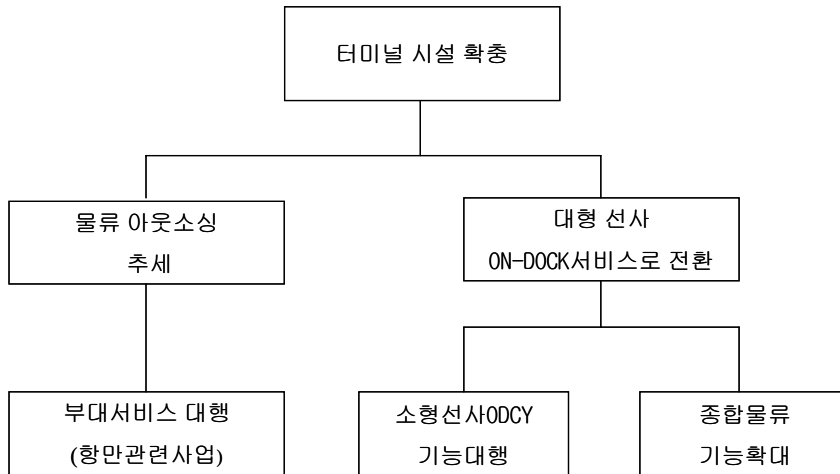 터미널 시설 확충
물류 아웃소싱
추세
대형 선사
ON-DOCK서비스로 전환
부대서비스 대행
(항만관련사업)
소형선사ODCY
기능대행
종합물류
기능확대